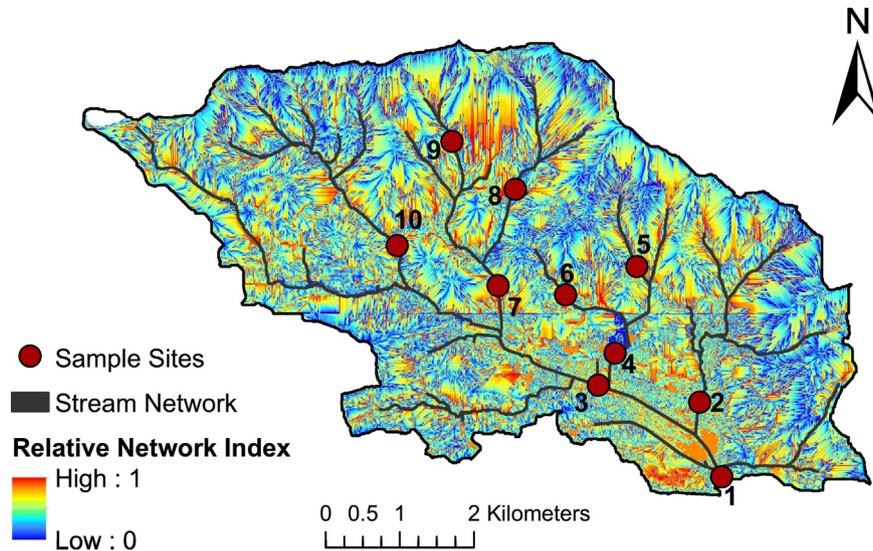 N
9
8
10
5
6
7
4
3
2
1
Sample Sites
Stream Network
Relative Network Index
High : 1
Low : 0
0 0.5 1 2 Kilometers